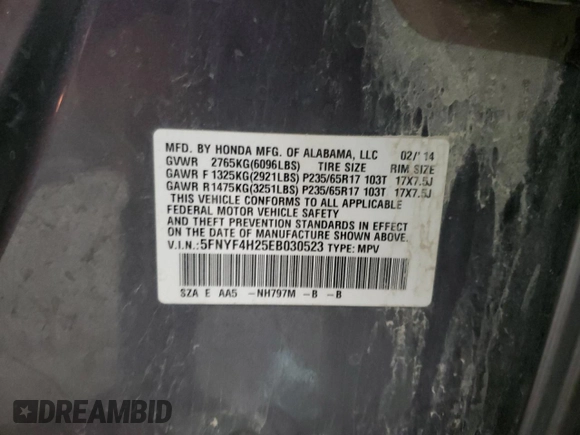 MFD. BY HONDA MFG. OF ALABAMA, LLC 02/'14
GVWR 2765KG(6096LBS) TIRE SIZE RIM SIZE
GAWR F 1325KG(2921LBS) P235/65R17 103T 17X7.5J
GAWR R 1475KG(3251LBS) P235/65R17 103T 17X7.5J
THIS VEHICLE CONFORMS TO ALL APPLICABLE
FEDERAL MOTOR VEHICLE SAFETY
AND THEFT PREVENTION STANDARDS IN EFFECT
ON THE DATE OF MANUFACTURE SHOWN ABOVE.
V.I.N.: 5FNYF4H25EB030523 TYPE: MPV
SZA E AA5 -NH797M -B -B
DREAMBID